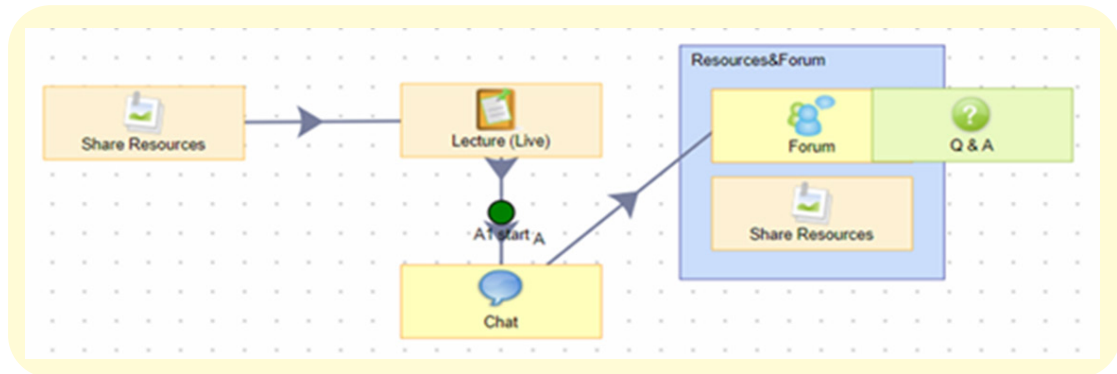 Resources&Forum
Share Resources
Lecture (Live)
Forum
Q & A
A1 start A
Share Resources
Chat